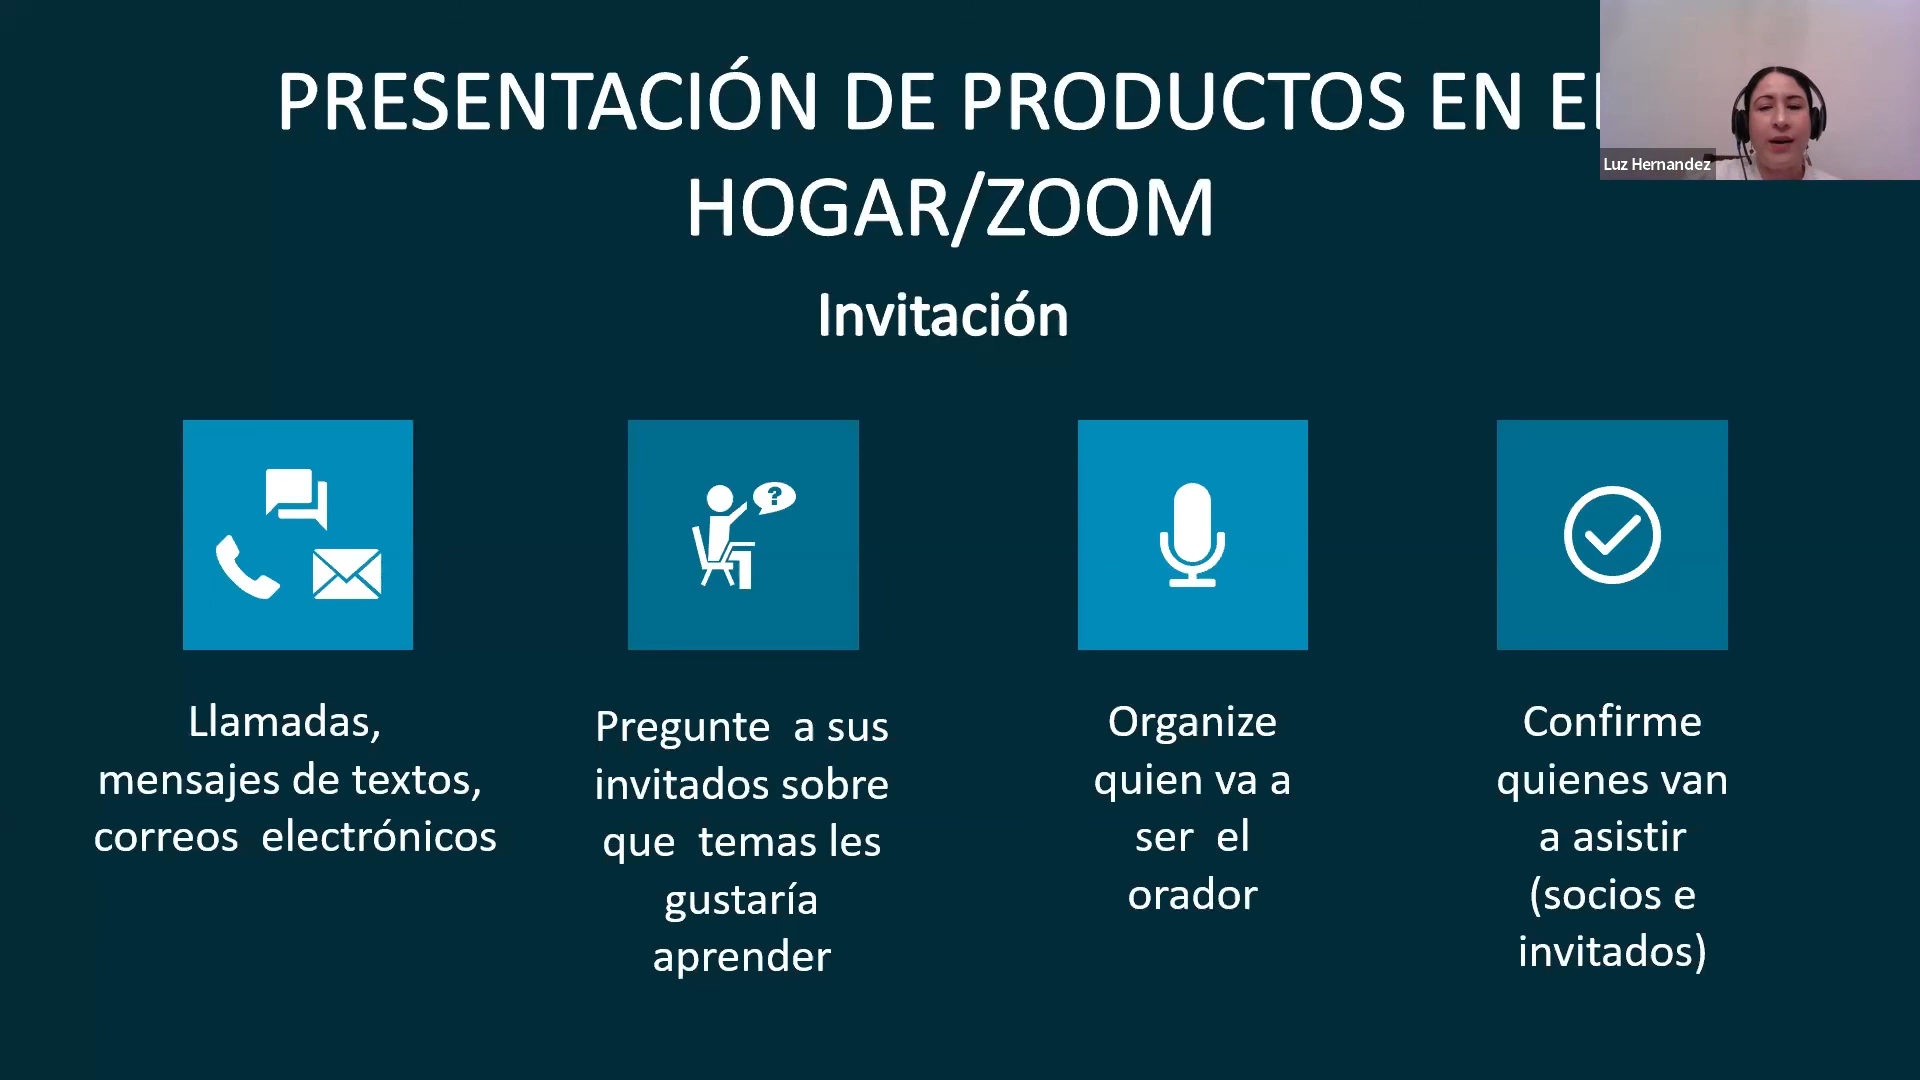 PRESENTACIÓN DE PRODUCTOS EN E
HOGAR/ZOOM
Luz Hernandez
Invitación
?
Llamadas,
mensajes de textos,
correos electrónicos
Pregunte a sus
invitados sobre
que temas les
gustaría
aprender
Organize
quien va a
ser el
orador
Confirme
quienes van
a asistir
(socios e
invitados)